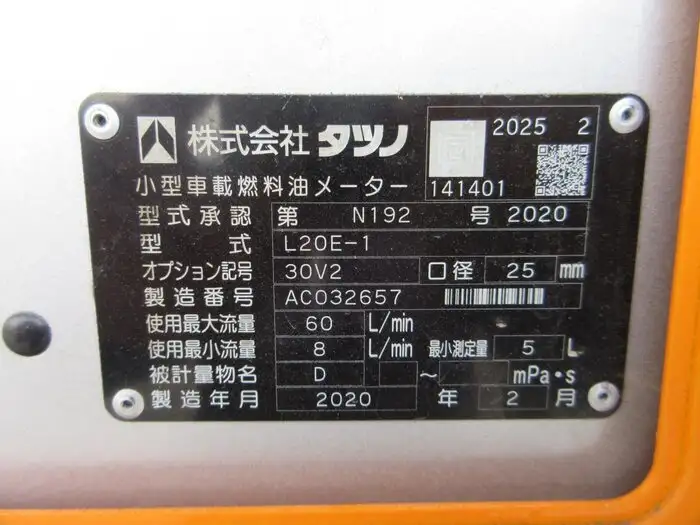 株式会社 タツノ
2025 2
141401
小型車載燃料油メーター
型式承認 第 N192 号 2020
型式 L20E-1
オプション記号 30V2 口径 25 mm
製造番号 AC032657
使用最大流量 60 L/min
使用最小流量 8 L/min 最小測定量 5 L
被計量物名 D ~ mPa・s
製造年月 2020 年 2 月